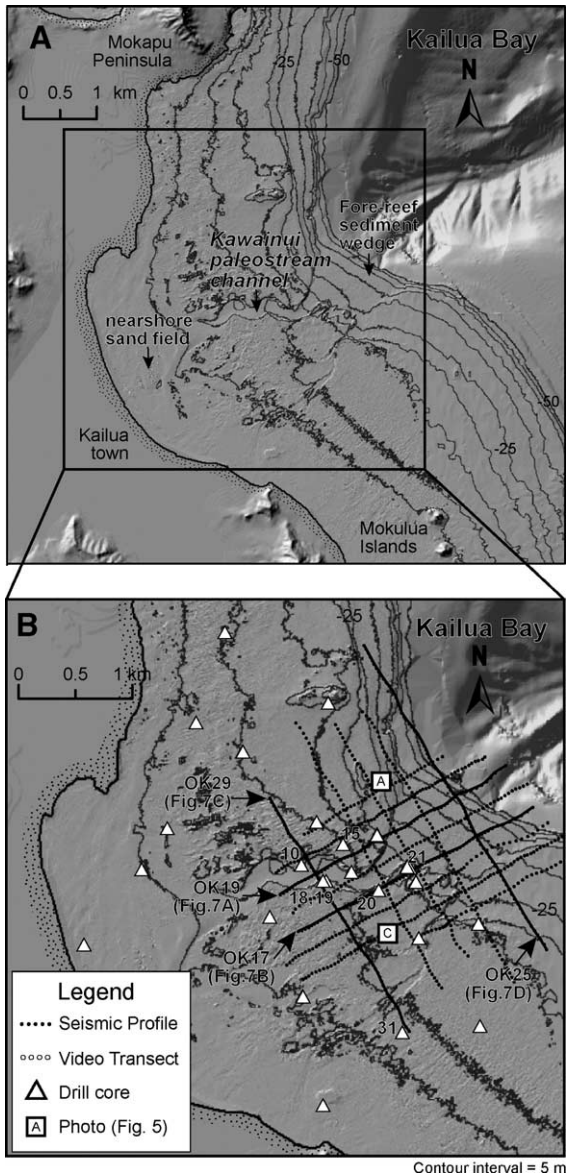 A
Kailua Bay
Mokapu
Peninsula
N
0 0.5 1
km
-25
-50
Fore-reef
sediment
wedge
Kawainui
paleostream
channel
nearshore
sand field
Kailua
town
-50
-25
Mokulua
Islands
B
Kailua Bay
N
-25
0 1 km
OK29
(Fig.7C)
A
15
10
21
OK19
(Fig.7A)
18,19
20
C
OK17
(Fig.7B)
-25
OK25
(Fig.7D)
31
Legend
Seismic Profile
Video Transect
Drill core
A Photo (Fig. 5)
Contour interval = 5 m